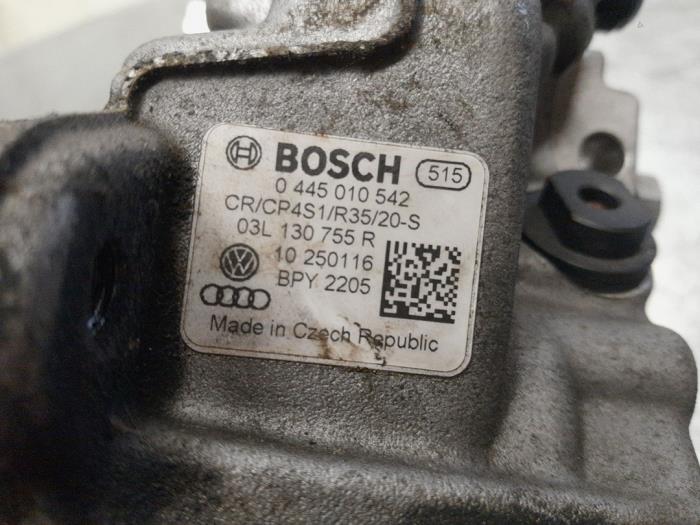 BOSCH 515
0 445 010 542
CR/CP4S1/R35/20-S
03L 130 755 R
10 250116
BPY 2205
Made in Czech Republic